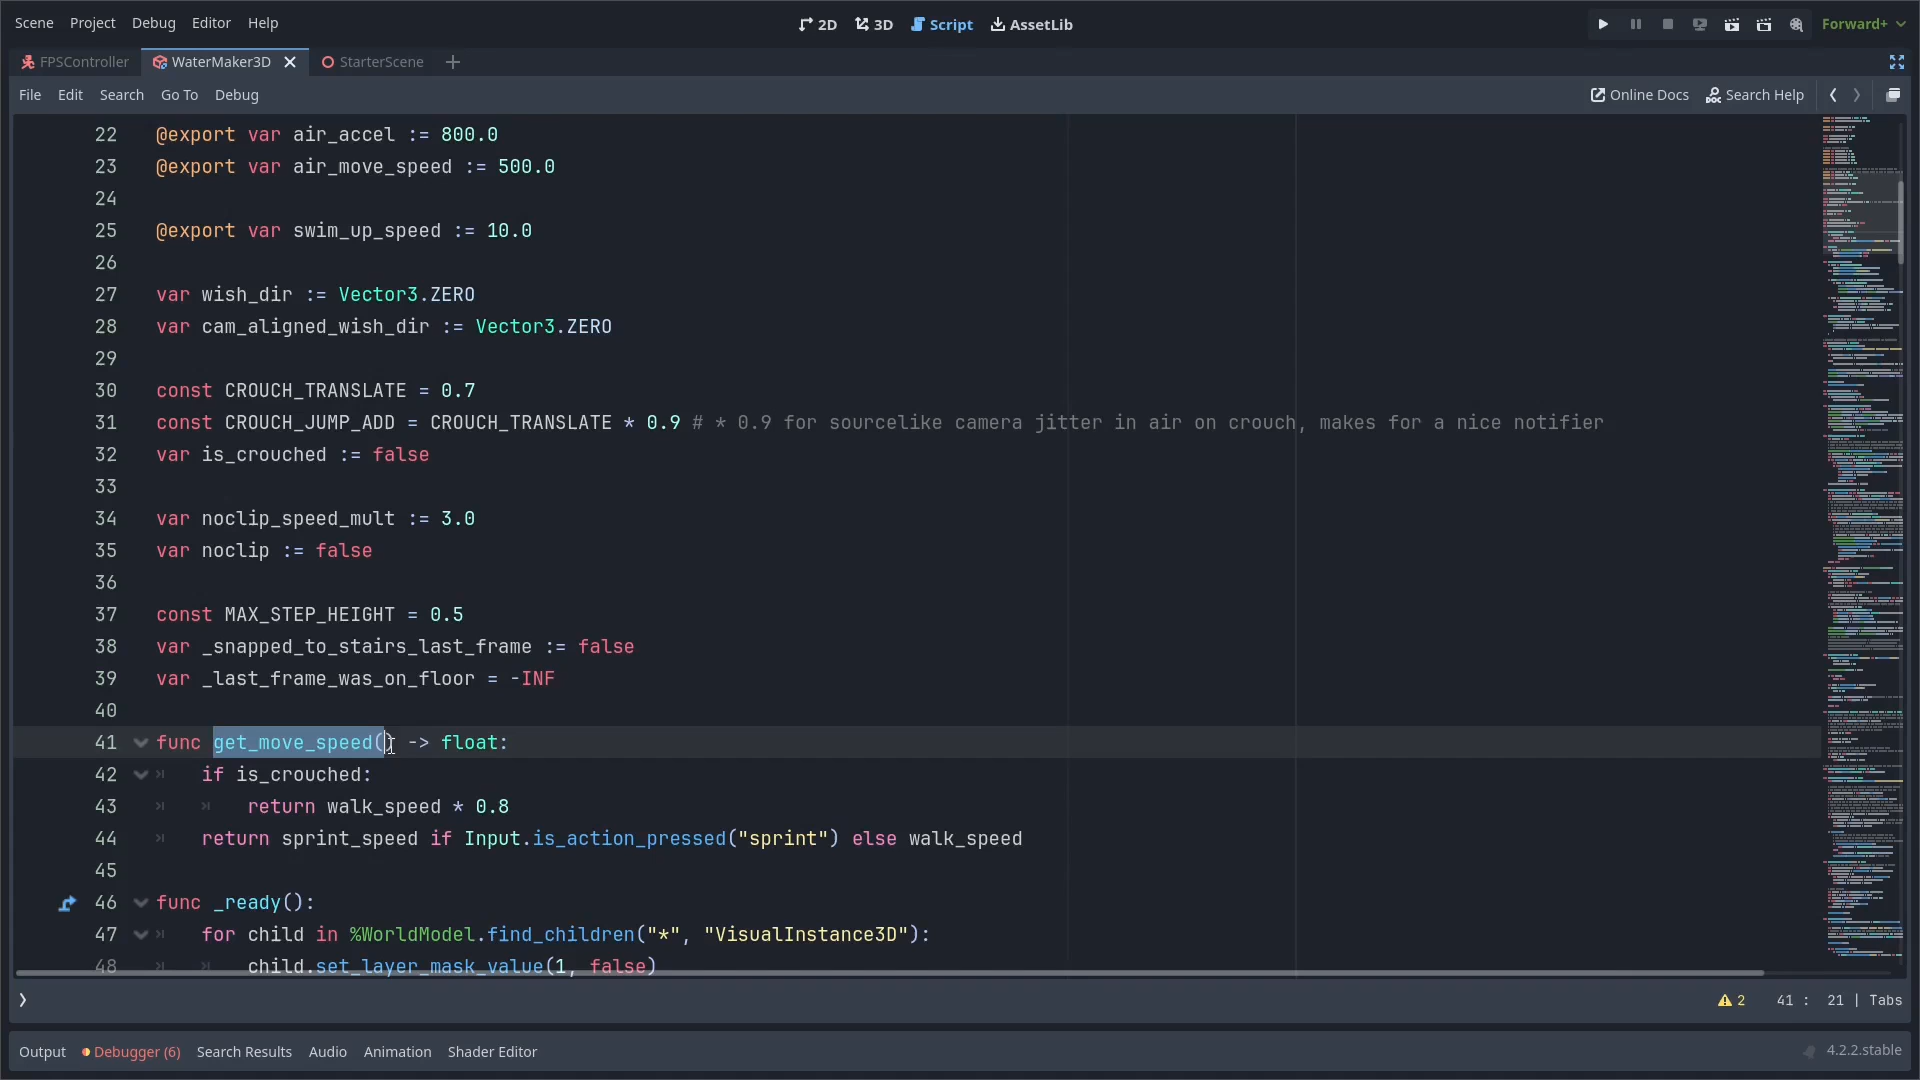 Scene Project Debug Editor Help 2D 3D Script AssetLib Forward+
FPSController WaterMaker3D StarterScene
File Edit Search Go To Debug Online Docs Search Help
22 @export var air_accel := 800.0
23 @export var air_move_speed := 500.0
24
25 @export var swim_up_speed := 10.0
26
27 var wish_dir := Vector3.ZERO
28 var cam_aligned_wish_dir := Vector3.ZERO
29
30 const CROUCH_TRANSLATE = 0.7
31 const CROUCH_JUMP_ADD = CROUCH_TRANSLATE * 0.9 # * 0.9 for sourcelike camera jitter in air on crouch, makes for a nice notifier
32 var is_crouched := false
33
34 var noclip_speed_mult := 3.0
35 var noclip := false
36
37 const MAX_STEP_HEIGHT = 0.5
38 var _snapped_to_stairs_last_frame := false
39 var _last_frame_was_on_floor = -INF
40
41 func get_move_speed() -> float:
42 if is_crouched:
43 return walk_speed * 0.8
44 return sprint_speed if Input.is_action_pressed("sprint") else walk_speed
45
46 func _ready():
47 for child in %WorldModel.find_children("*", "VisualInstance3D"):
48 child.set_layer_mask_value(1, false)
2 41 : 21 | Tabs
Output Debugger (6) Search Results Audio Animation Shader Editor 4.2.2.stable